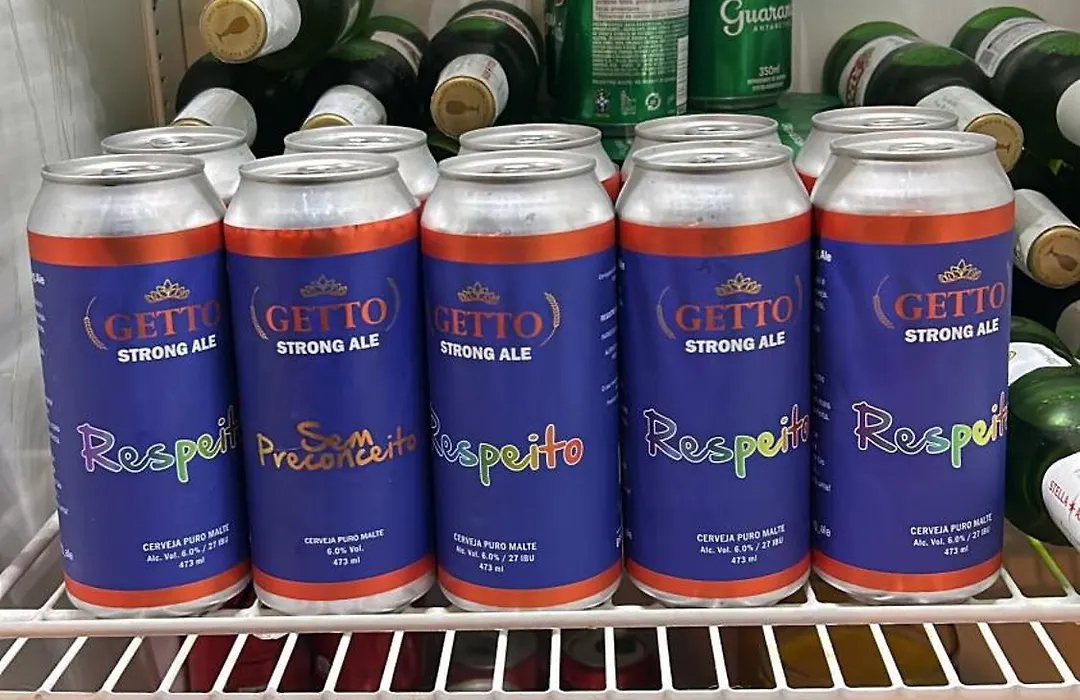 Guaraná
ANTARCTICA
350ml
GETTO
STRONG ALE
Respeito
CERVEJA PURO MALTE
Alc. Vol. 6.0% / 27 IBU
473 ml
GETTO
STRONG ALE
Sem
Preconceito
CERVEJA PURO MALTE
6.0% Vol.
473 ml
GETTO
STRONG ALE
Respeito
CERVEJA PURO MALTE
Alc. Vol. 6.0% / 27 IBU
473 ml
GETTO
STRONG ALE
Respeito
CERVEJA PURO MALTE
Alc. Vol. 6.0% / 27 IBU
473 ml
GETTO
STRONG ALE
Respeito
CERVEJA PURO MALTE
Alc. Vol. 6.0% / 27 IBU
473 ml
STELLA